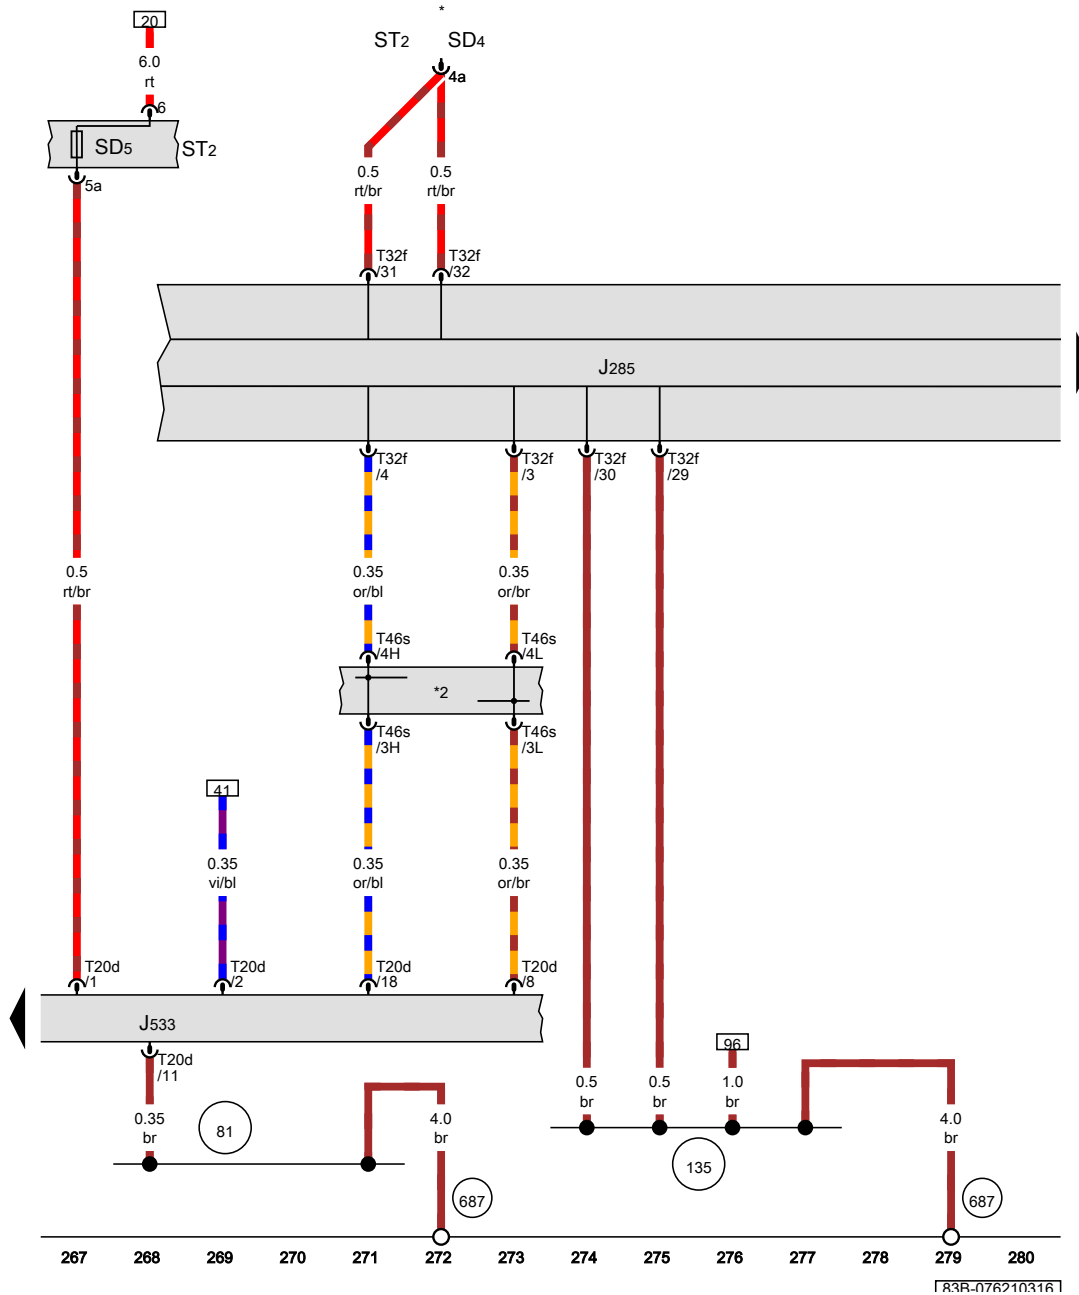 20
*
ST2 SD4
6.0
rt
4a
6
SD5 ST2
5a
0.5
rt/br
0.5
rt/br
T32f
/31
T32f
/32
J285
T32f
/4
T32f
/3
T32f
/30
T32f
/29
0.5
rt/br
0.35
or/bl
0.35
or/br
T46s
/4H
T46s
/4L
*2
T46s
/3H
T46s
/3L
41
0.35
vi/bl
0.35
or/bl
0.35
or/br
T20d
/1
T20d
/2
T20d
/18
T20d
/8
J533
T20d
/11
96
0.5
br
0.5
br
1.0
br
0.35
br
81
4.0
br
4.0
br
135
687
687
267 268 269 270 271 272 273 274 275 276 277 278 279 280
83B-076210316